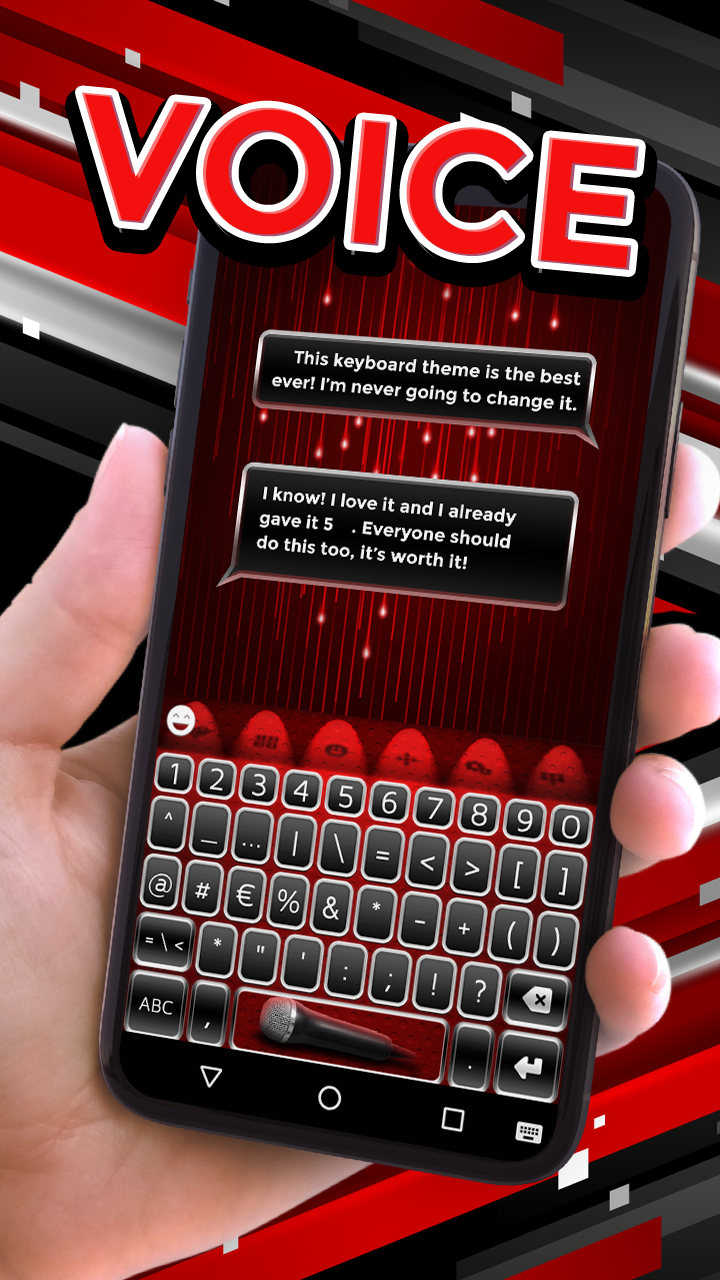 VOICE
This keyboard theme is the best
ever! I'm never going to change it.
I know! I love it and I already
gave it 5 . Everyone should
do this too, it's worth it!
1 2 3 4 5 6 7 8 9 0
^ _ ... | \ = < > [ ]
@ # € % & * - + ( )
= \ < * " ' : ; ! ?
ABC , .